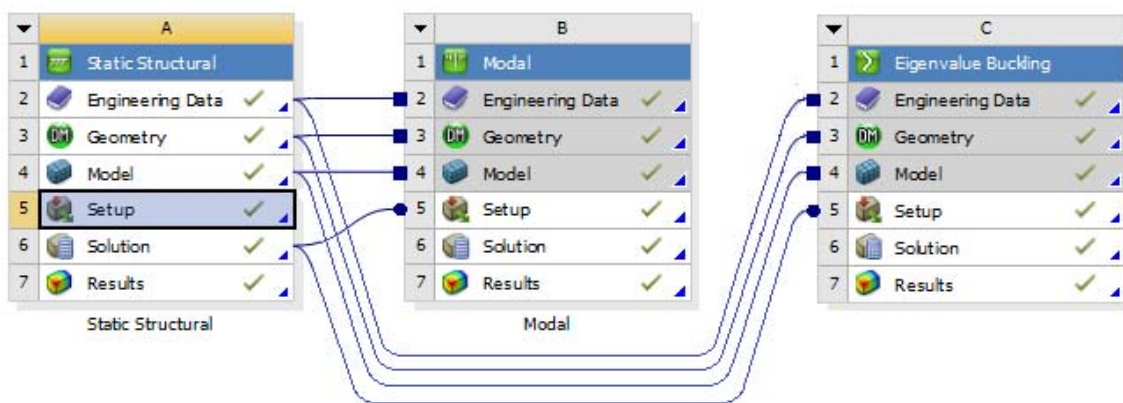 A
1 Static Structural
2 Engineering Data
3 Geometry
4 Model
5 Setup
6 Solution
7 Results
Static Structural
B
1 Modal
2 Engineering Data
3 Geometry
4 Model
5 Setup
6 Solution
7 Results
Modal
C
1 Eigenvalue Buckling
2 Engineering Data
3 Geometry
4 Model
5 Setup
6 Solution
7 Results